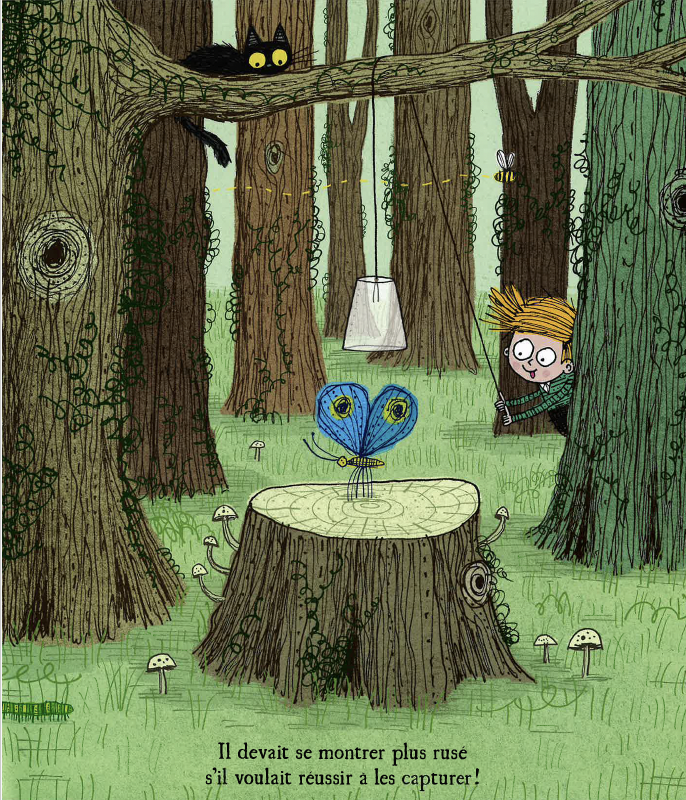 Il devait se montrer plus rusé
s'il voulait réussir à les capturer!